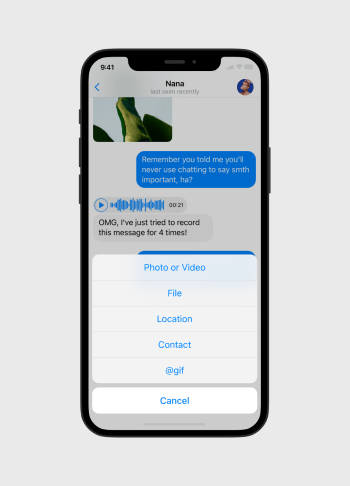 9:41
Nana
last seen recently
Remember you told me you'll
never use chatting to say smth
important, ha?
00:21
OMG, I've just tried to record
this message for 4 times!
Photo or Video
File
Location
Contact
@gif
Cancel